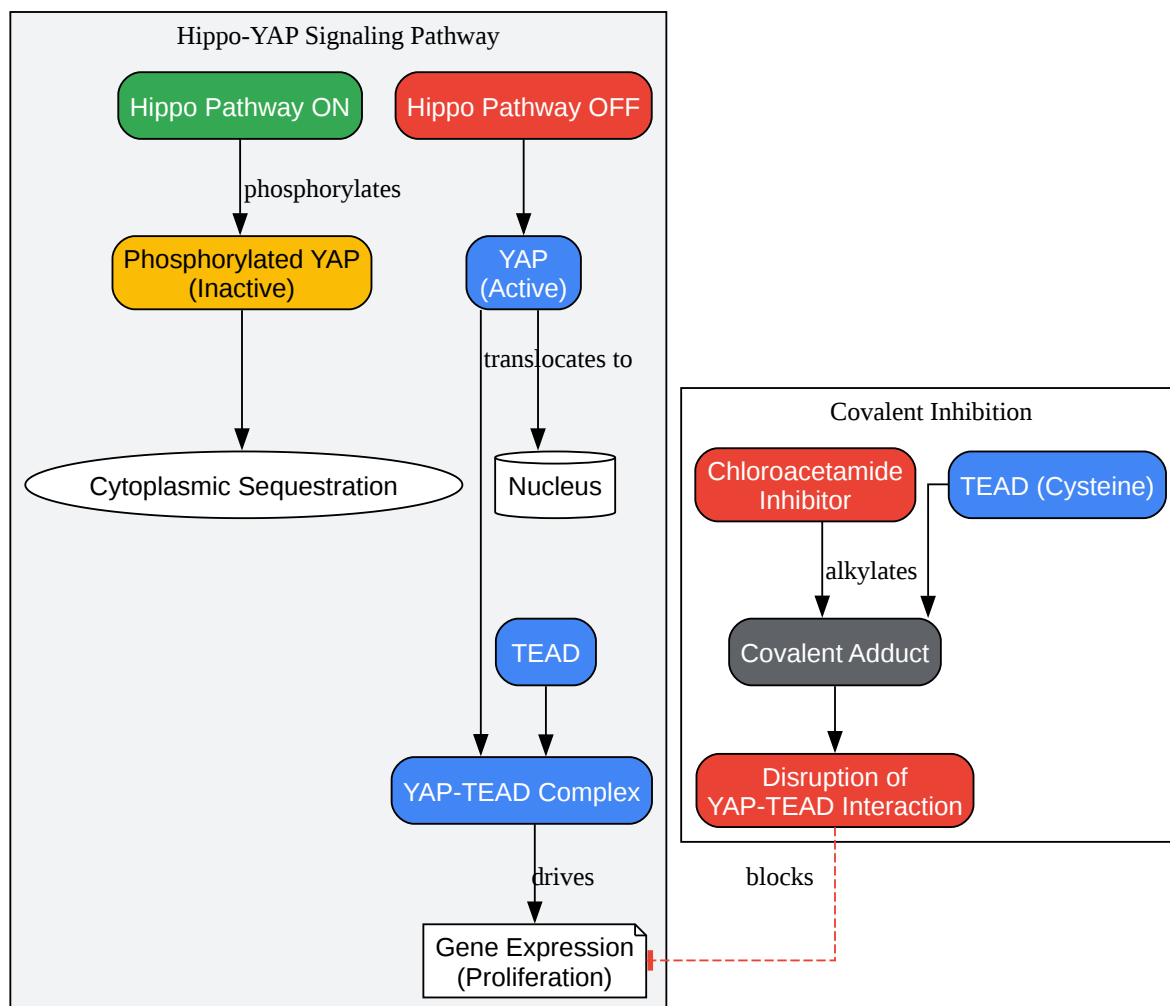 Hippo-YAP Signaling Pathway
Hippo Pathway ON
Hippo Pathway OFF
phosphorylates
Phosphorylated YAP
(Inactive)
YAP
(Active)
translocates to
Cytoplasmic Sequestration
Nucleus
TEAD
YAP-TEAD Complex
drives
Gene Expression
(Proliferation)
Covalent Inhibition
Chloroacetamide
Inhibitor
TEAD (Cysteine)
alkylates
Covalent Adduct
Disruption of
YAP-TEAD Interaction
blocks